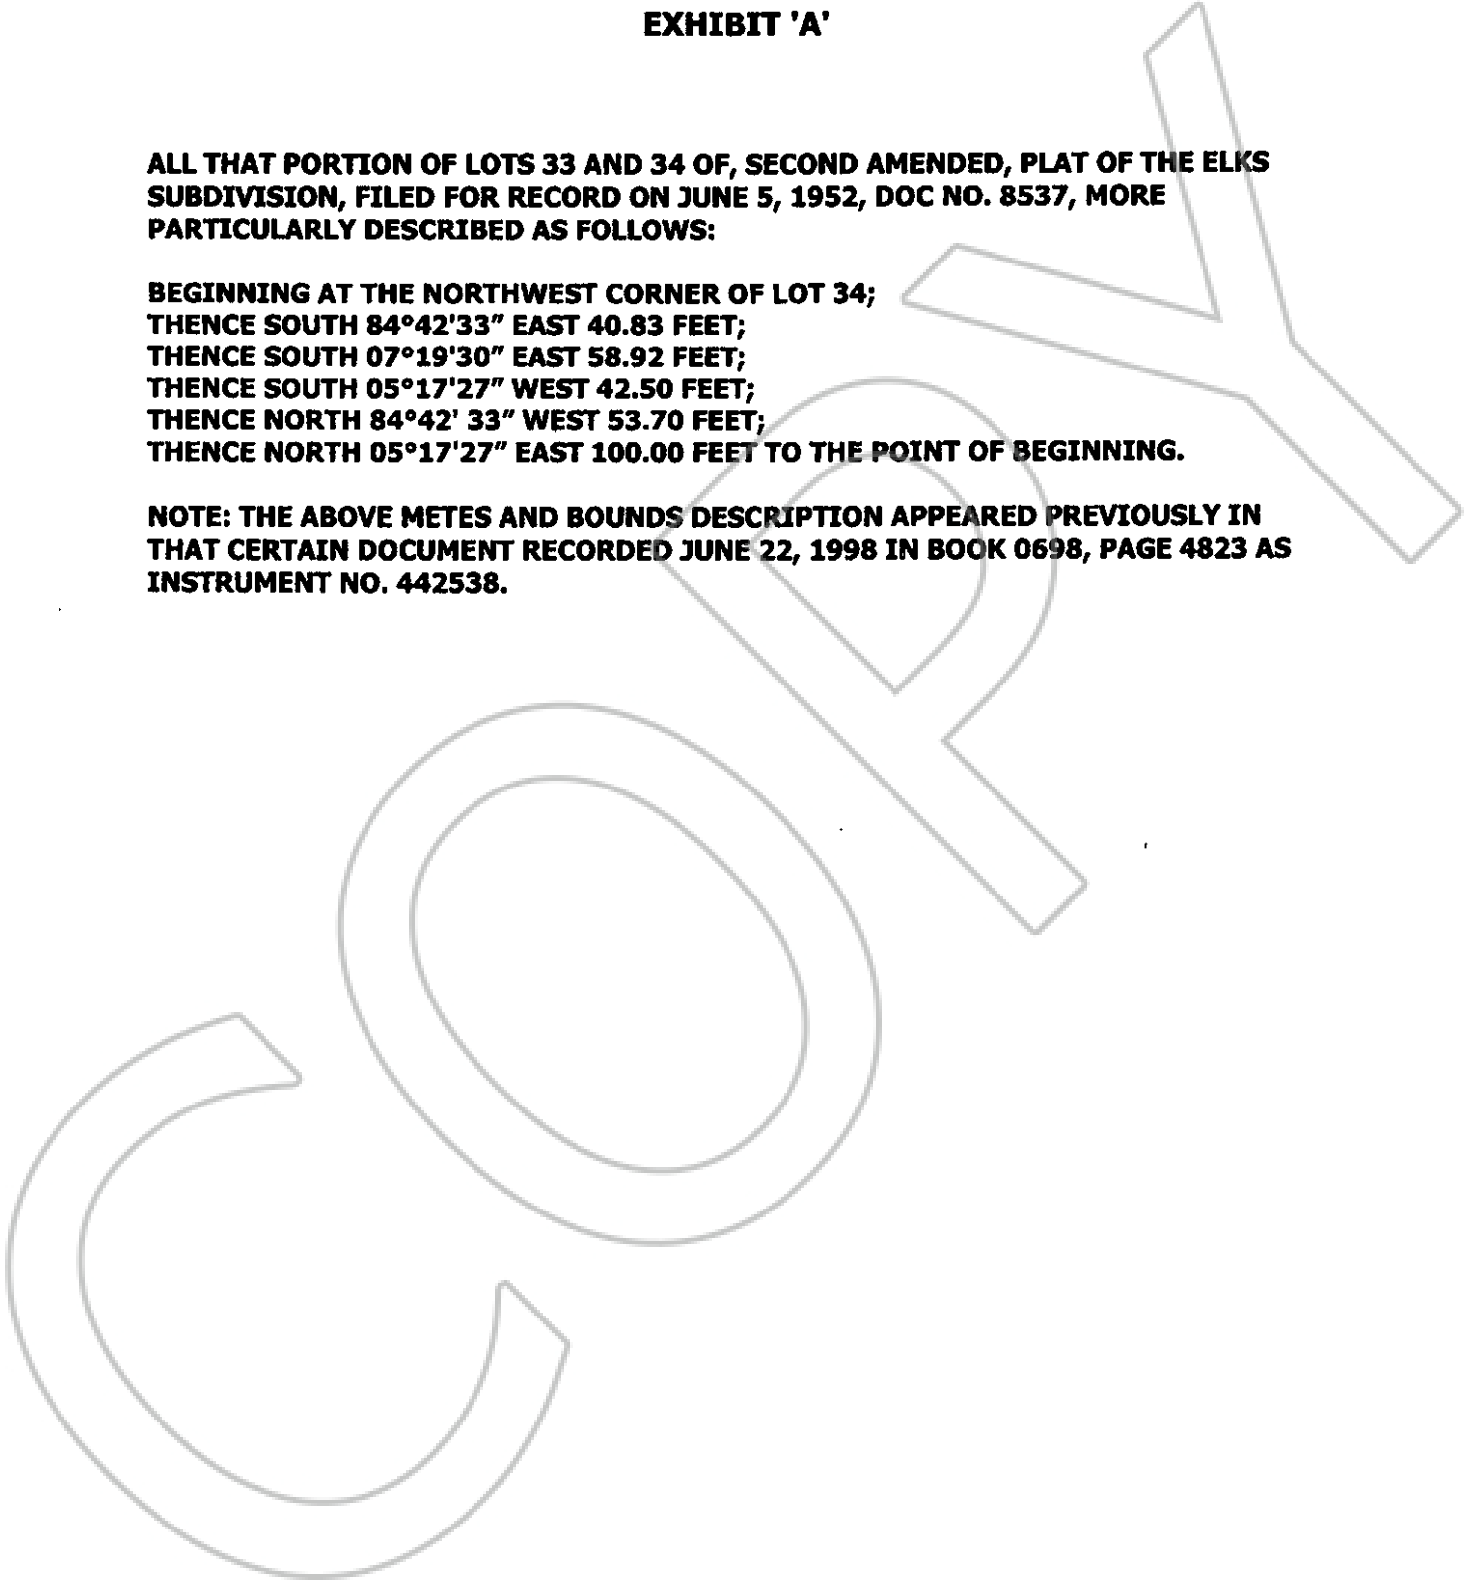 EXHIBIT 'A'
ALL THAT PORTION OF LOTS 33 AND 34 OF, SECOND AMENDED, PLAT OF THE ELKS
SUBDIVISION, FILED FOR RECORD ON JUNE 5, 1952, DOC NO. 8537, MORE
PARTICULARLY DESCRIBED AS FOLLOWS:
BEGINNING AT THE NORTHWEST CORNER OF LOT 34;
THENCE SOUTH 84°42'33" EAST 40.83 FEET;
THENCE SOUTH 07°19'30" EAST 58.92 FEET;
THENCE SOUTH 05°17'27" WEST 42.50 FEET;
THENCE NORTH 84°42' 33" WEST 53.70 FEET;
THENCE NORTH 05°17'27" EAST 100.00 FEET TO THE POINT OF BEGINNING.
NOTE: THE ABOVE METES AND BOUNDS DESCRIPTION APPEARED PREVIOUSLY IN
THAT CERTAIN DOCUMENT RECORDED JUNE 22, 1998 IN BOOK 0698, PAGE 4823 AS
INSTRUMENT NO. 442538.
COPY